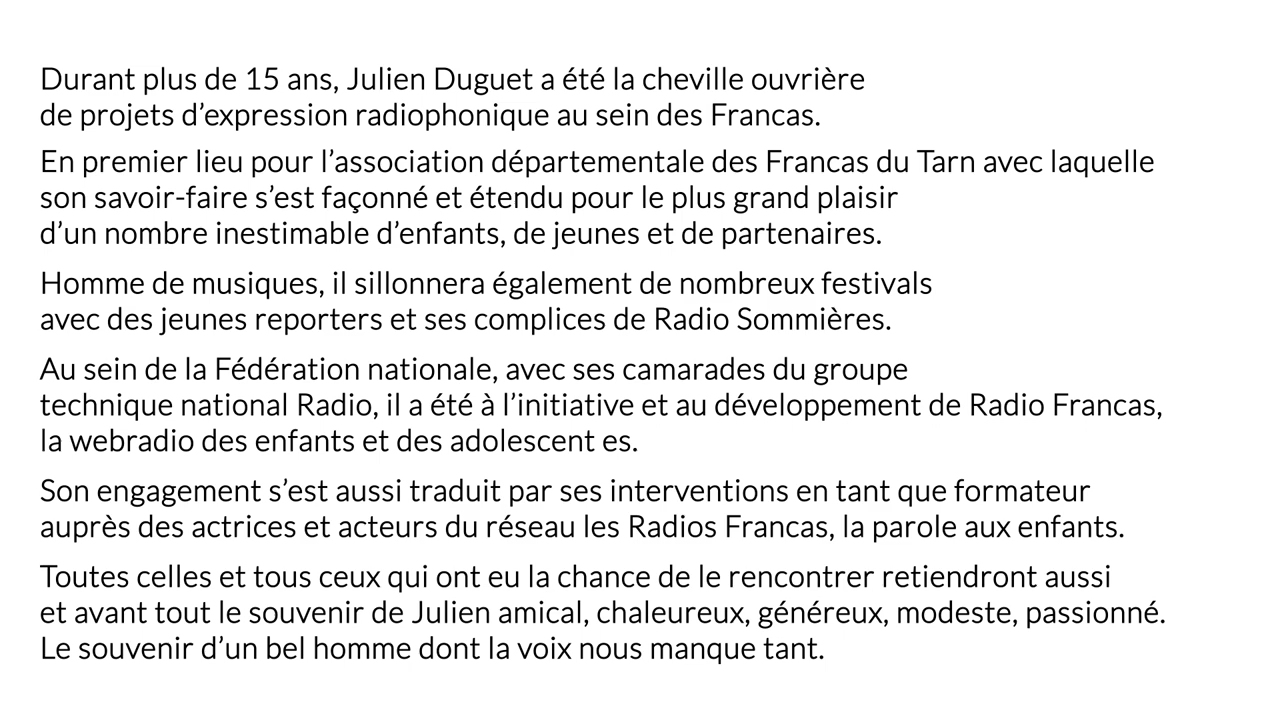 Durant plus de 15 ans, Julien Duguet a été la cheville ouvrière
de projets d’expression radiophonique au sein des Francas.
En premier lieu pour l’association départementale des Francas du Tarn avec laquelle
son savoir-faire s’est façonné et étendu pour le plus grand plaisir
d’un nombre inestimable d’enfants, de jeunes et de partenaires.
Homme de musiques, il sillonnera également de nombreux festivals
avec des jeunes reporters et ses complices de Radio Sommières.
Au sein de la Fédération nationale, avec ses camarades du groupe
technique national Radio, il a été à l’initiative et au développement de Radio Francas,
la webradio des enfants et des adolescent es.
Son engagement s’est aussi traduit par ses interventions en tant que formateur
auprès des actrices et acteurs du réseau les Radios Francas, la parole aux enfants.
Toutes celles et tous ceux qui ont eu la chance de le rencontrer retiendront aussi
et avant tout le souvenir de Julien amical, chaleureux, généreux, modeste, passionné.
Le souvenir d’un bel homme dont la voix nous manque tant.